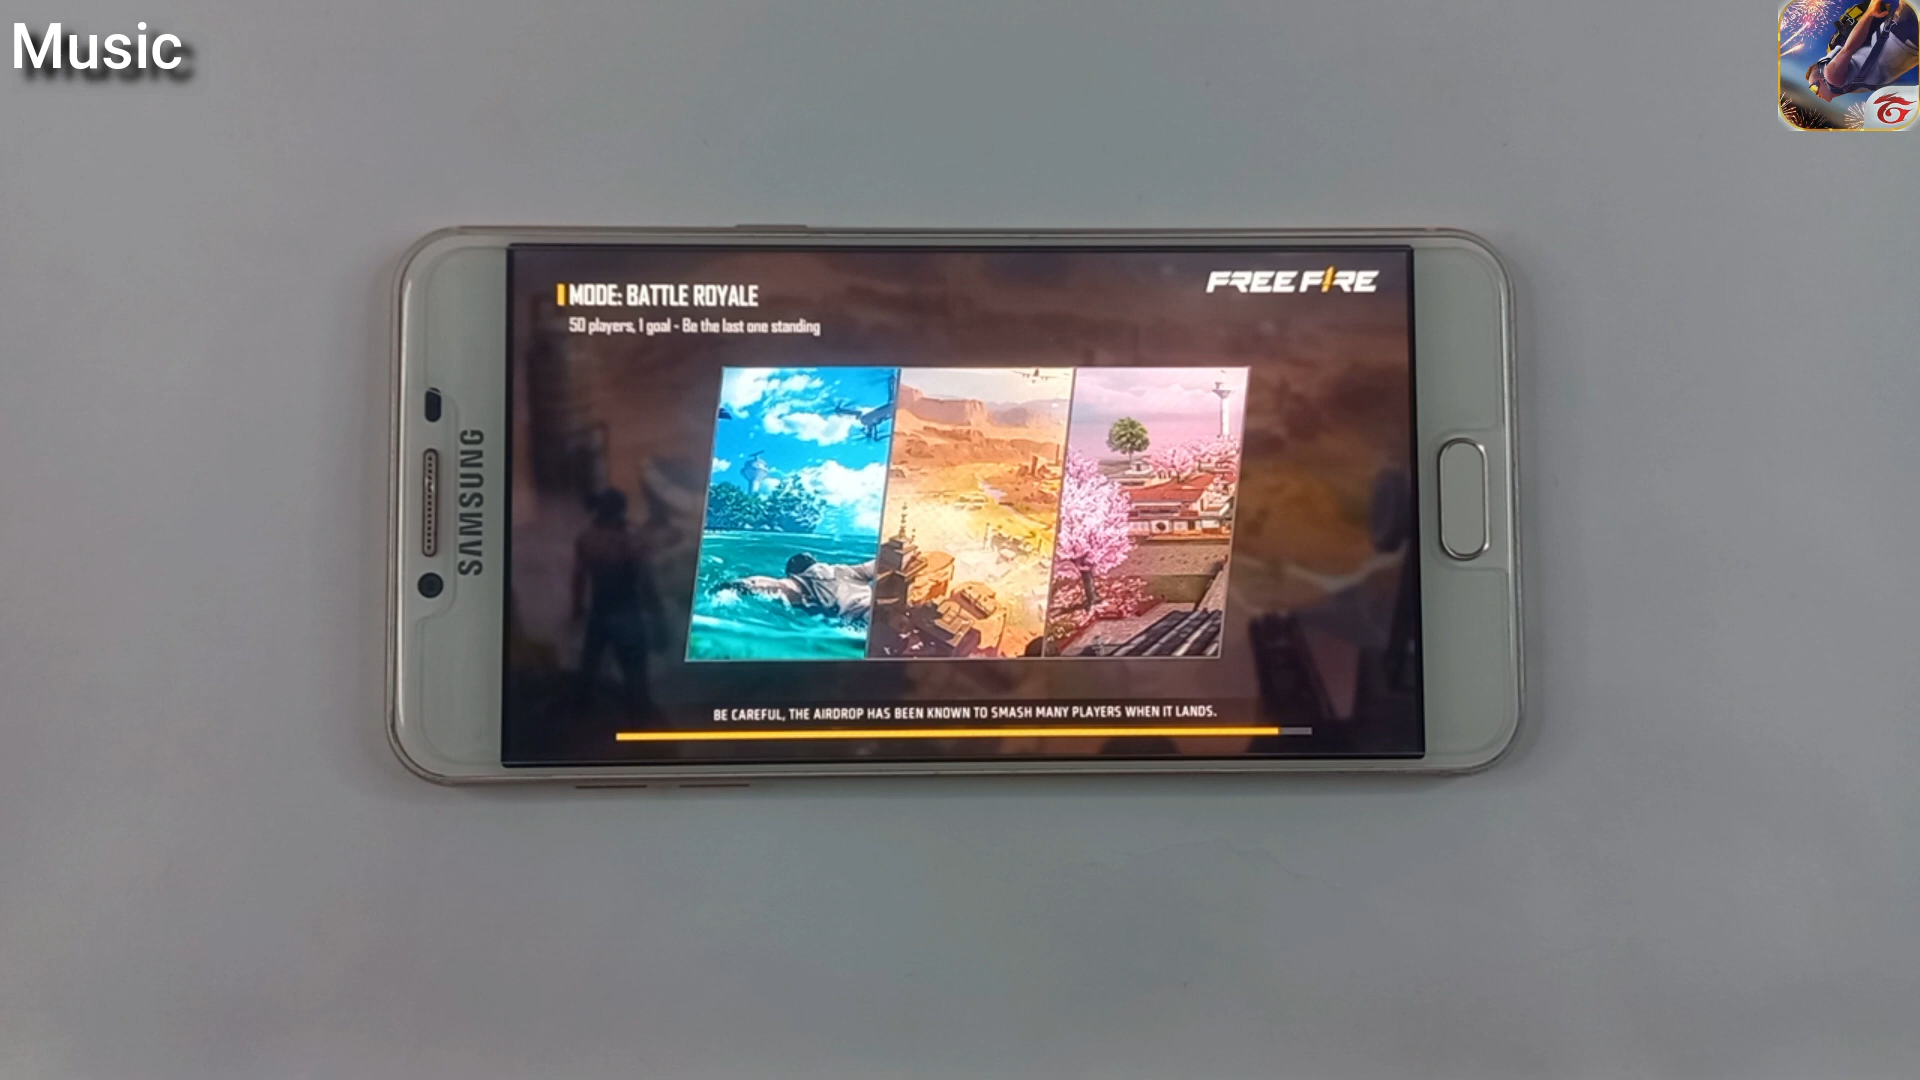 Music
FREE FIRE
MODE: BATTLE ROYALE
50 players, 1 goal - Be the last one standing
SAMSUNG
BE CAREFUL, THE AIRDROP HAS BEEN KNOWN TO SMASH MANY PLAYERS WHEN IT LANDS.